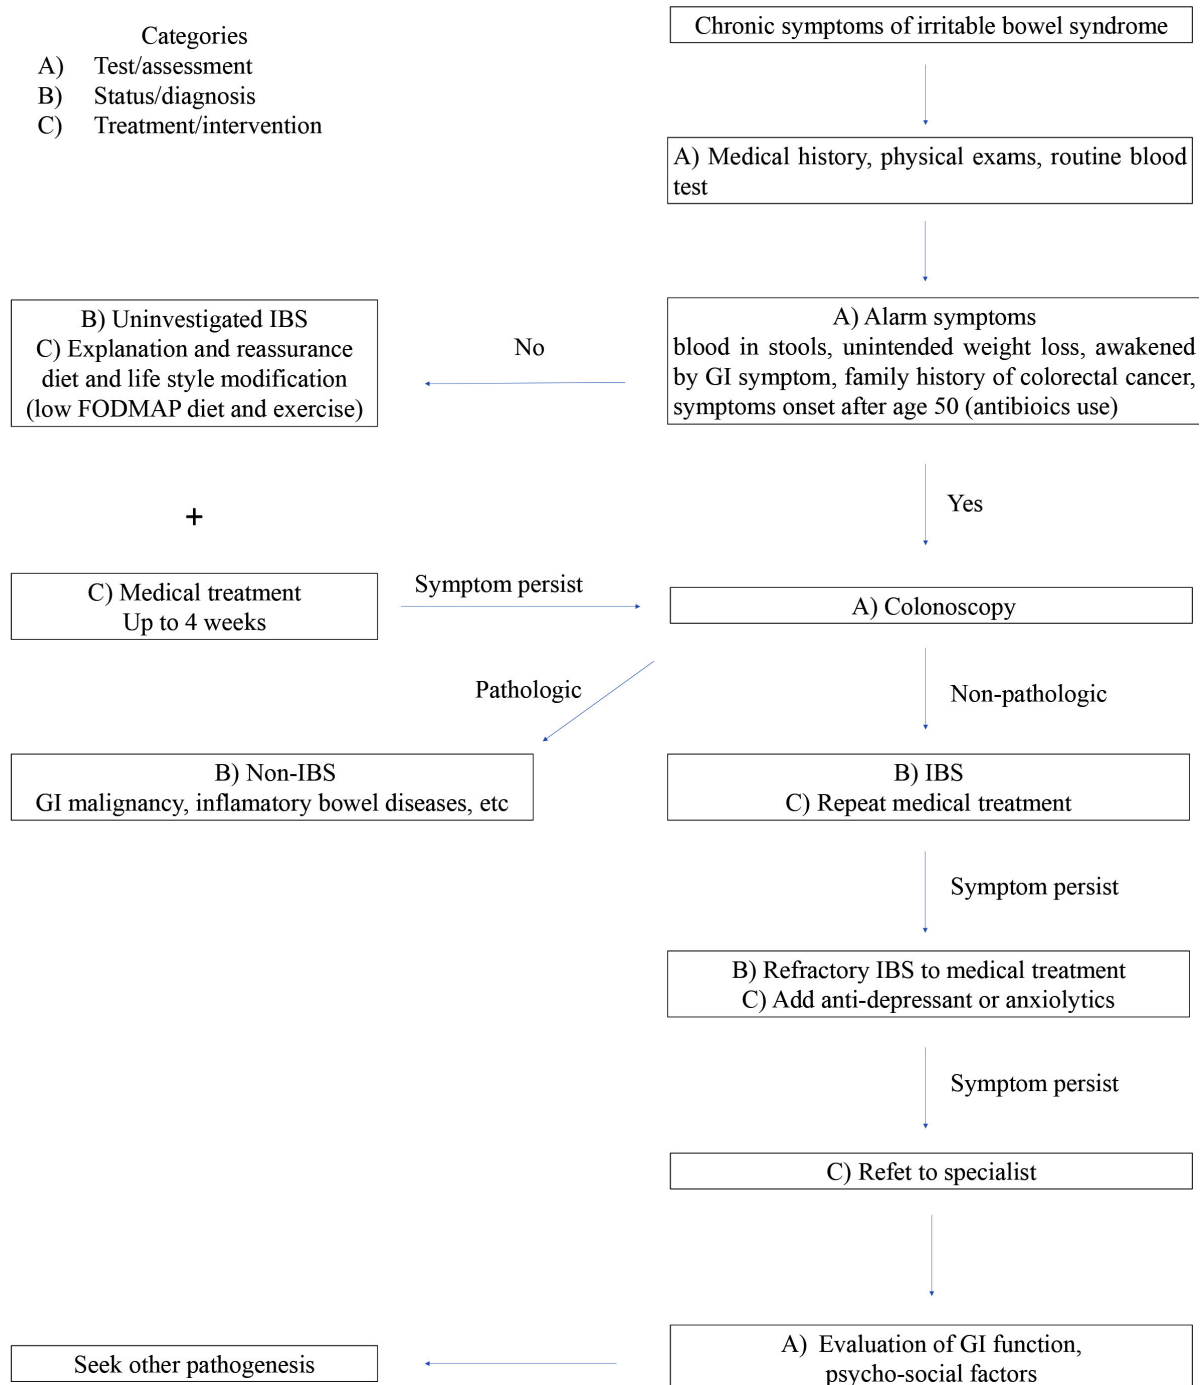 Categories
A) Test/assessment
B) Status/diagnosis
C) Treatment/intervention
Chronic symptoms of irritable bowel syndrome
A) Medical history, physical exams, routine blood
test
A) Alarm symptoms
blood in stools, unintended weight loss, awakened
by GI symptom, family history of colorectal cancer,
symptoms onset after age 50 (antibioics use)
No
B) Uninvestigated IBS
C) Explanation and reassurance
diet and life style modification
(low FODMAP diet and exercise)
+
Yes
C) Medical treatment
Up to 4 weeks
Symptom persist
A) Colonoscopy
Pathologic
Non-pathologic
B) Non-IBS
GI malignancy, inflamatory bowel diseases, etc
B) IBS
C) Repeat medical treatment
Symptom persist
B) Refractory IBS to medical treatment
C) Add anti-depressant or anxiolytics
Symptom persist
C) Refet to specialist
A) Evaluation of GI function,
psycho-social factors
Seek other pathogenesis